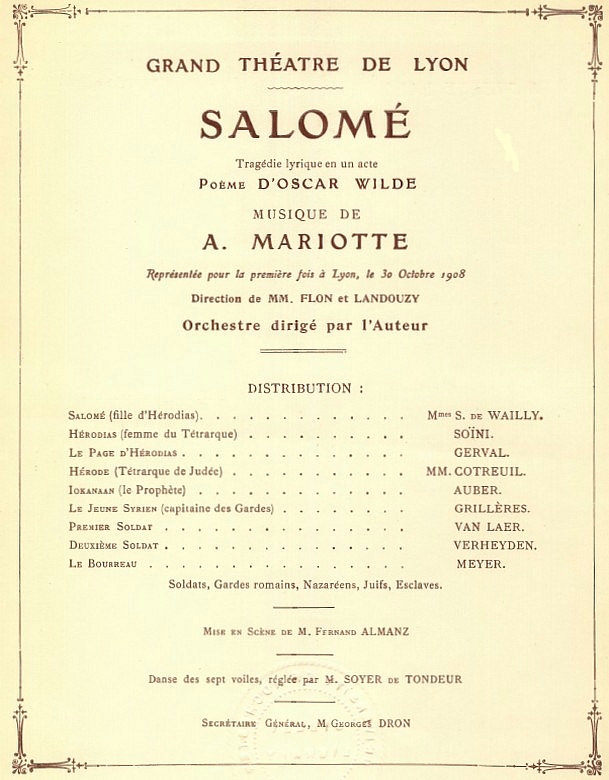 GRAND THÉATRE DE LYON
SALOMÉ
Tragédie lyrique en un acte
POÈME D'OSCAR WILDE
MUSIQUE DE
A. MARIOTTE
Représentée pour la première fois à Lyon, le 30 Octobre 1908
Direction de MM. FLON et LANDOUZY
Orchestre dirigé par l'Auteur
DISTRIBUTION :
SALOMÉ (fille d'Hérodias). . . . . . . . . . . . Mmes S. DE WAILLY.
HÉRODIAS (femme du Tétrarque) . . . . . . . . . SOÏNI.
LE PAGE D'HÉRODIAS . . . . . . . . . . . . . GERVAL.
HÉRODE (Tétrarque de Judée) . . . . . . . . . . MM. COTREUIL.
IOKANAAN (le Prophète) . . . . . . . . . . . . AUBER.
LE JEUNE SYRIEN (capitaine des Gardes) . . . . . . . GRILLÈRES.
PREMIER SOLDAT . . . . . . . . . . . . . . VAN LAER.
DEUXIÈME SOLDAT . . . . . . . . . . . . . . VERHEYDEN.
LE BOURREAU . . . . . . . . . . . . . . . MEYER.
Soldats, Gardes romains, Nazaréens, Juifs, Esclaves.
MISE EN SCÈNE DE M. FERNAND ALMANZ
Danse des sept voiles, réglée par M. SOYER DE TONDEUR
SECRÉTAIRE GÉNÉRAL, M. GEORGES DRON